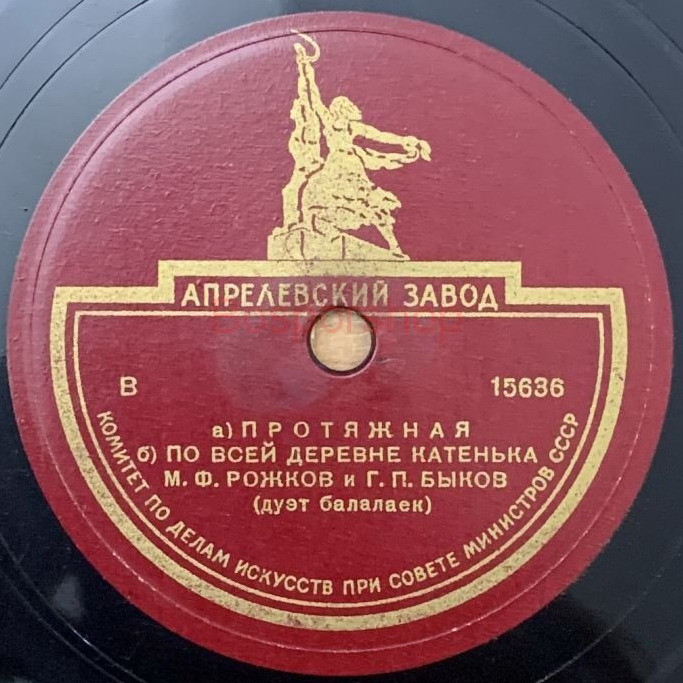 АПРЕЛЕВСКИЙ ЗАВОД
В 15636
а) ПРОТЯЖНАЯ
б) ПО ВСЕЙ ДЕРЕВНЕ КАТЕНЬКА
М. Ф. РОЖКОВ и Г. П. БЫКОВ
(дуэт балалаек)
КОМИТЕТ ПО ДЕЛАМ ИСКУССТВ ПРИ СОВЕТЕ МИНИСТРОВ СССР